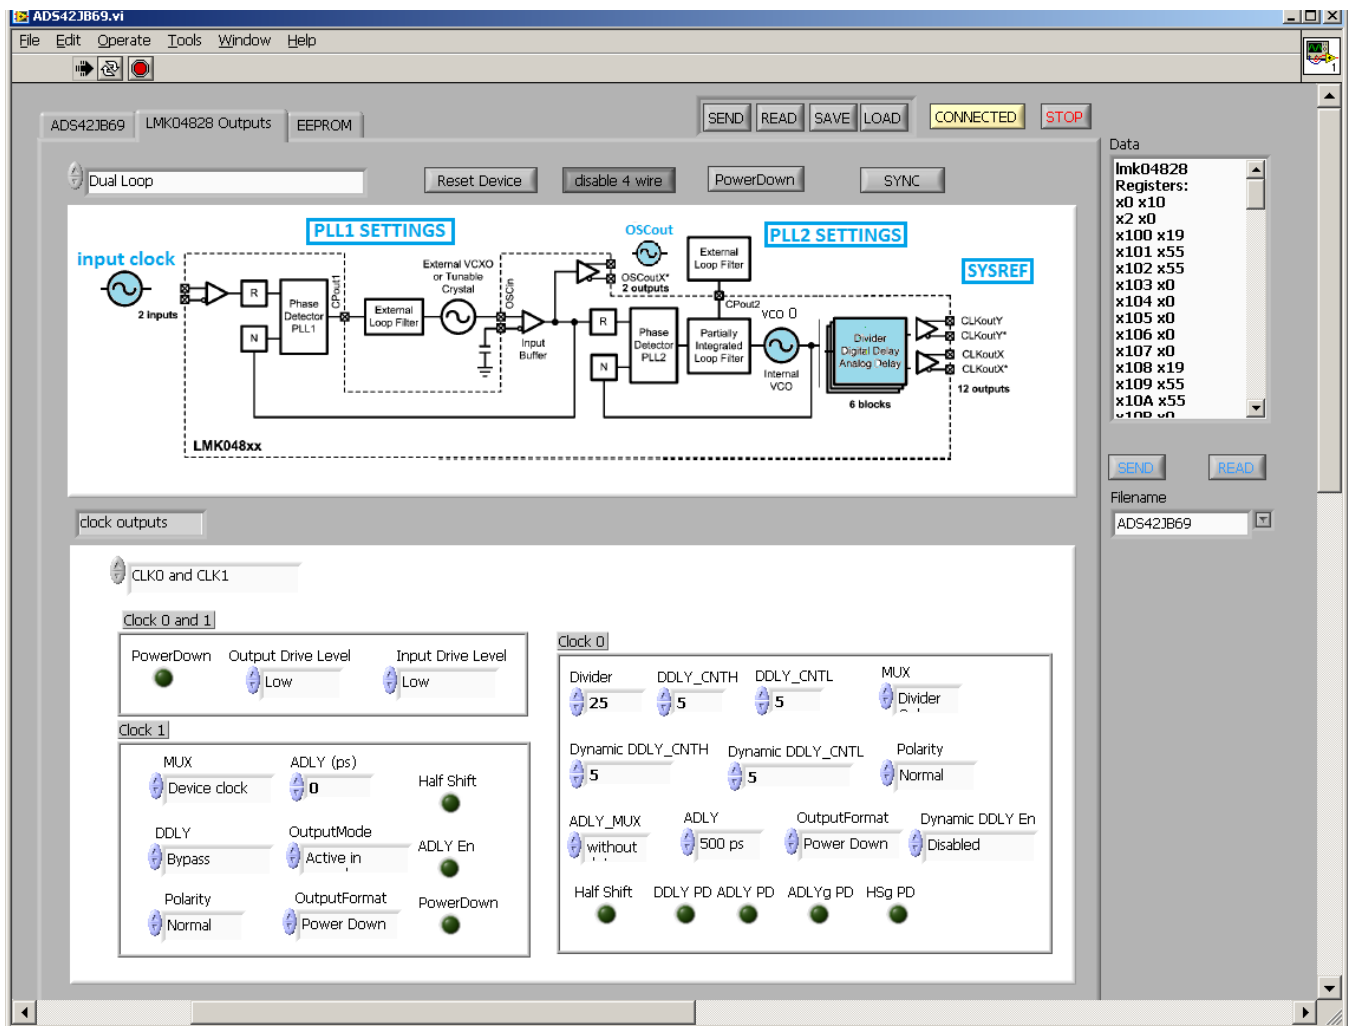 ADS42JB69.vi
File Edit Operate Tools Window Help
1
ADS42JB69 LMK04828 Outputs EEPROM
SEND READ SAVE LOAD CONNECTED STOP
Dual Loop
Reset Device disable 4 wire PowerDown SYNC
PLL1 SETTINGS
OSCout
PLL2 SETTINGS
input clock
SYSREF
2 inputs
R
N
Phase
Detector
PLL1
CPout1
External
Loop Filter
External VCXO
or Tunable
Crystal
OSCin
Input
Buffer
OSCoutX*
2 outputs
R
N
Phase
Detector
PLL2
External
Loop Filter
CPout2
Partially
Integrated
Loop Filter
vco 0
Internal
VCO
Divider
Digital Delay
Analog Delay
6 blocks
CLKoutY
CLKoutY*
CLKoutX
CLKoutX*
12 outputs
LMK048xx
clock outputs
CLK0 and CLK1
Clock 0 and 1
PowerDown Output Drive Level Input Drive Level
Low Low
Clock 1
MUX ADLY (ps) Half Shift
Device clock 0
DDLY OutputMode ADLY En
Bypass Active in
Polarity OutputFormat PowerDown
Normal Power Down
Clock 0
Divider DDLY_CNTH DDLY_CNTL MUX
25 5 5 Divider
Dynamic DDLY_CNTH Dynamic DDLY_CNTL Polarity
5 5 Normal
ADLY_MUX ADLY OutputFormat Dynamic DDLY En
without 500 ps Power Down Disabled
Half Shift DDLY PD ADLY PD ADLYg PD HSg PD
Data
lmk04828
Registers:
x0 x10
x2 x0
x100 x19
x101 x55
x102 x55
x103 x0
x104 x0
x105 x0
x106 x0
x107 x0
x108 x19
x109 x55
x10A x55
x10B x0
SEND READ
Filename
ADS42JB69